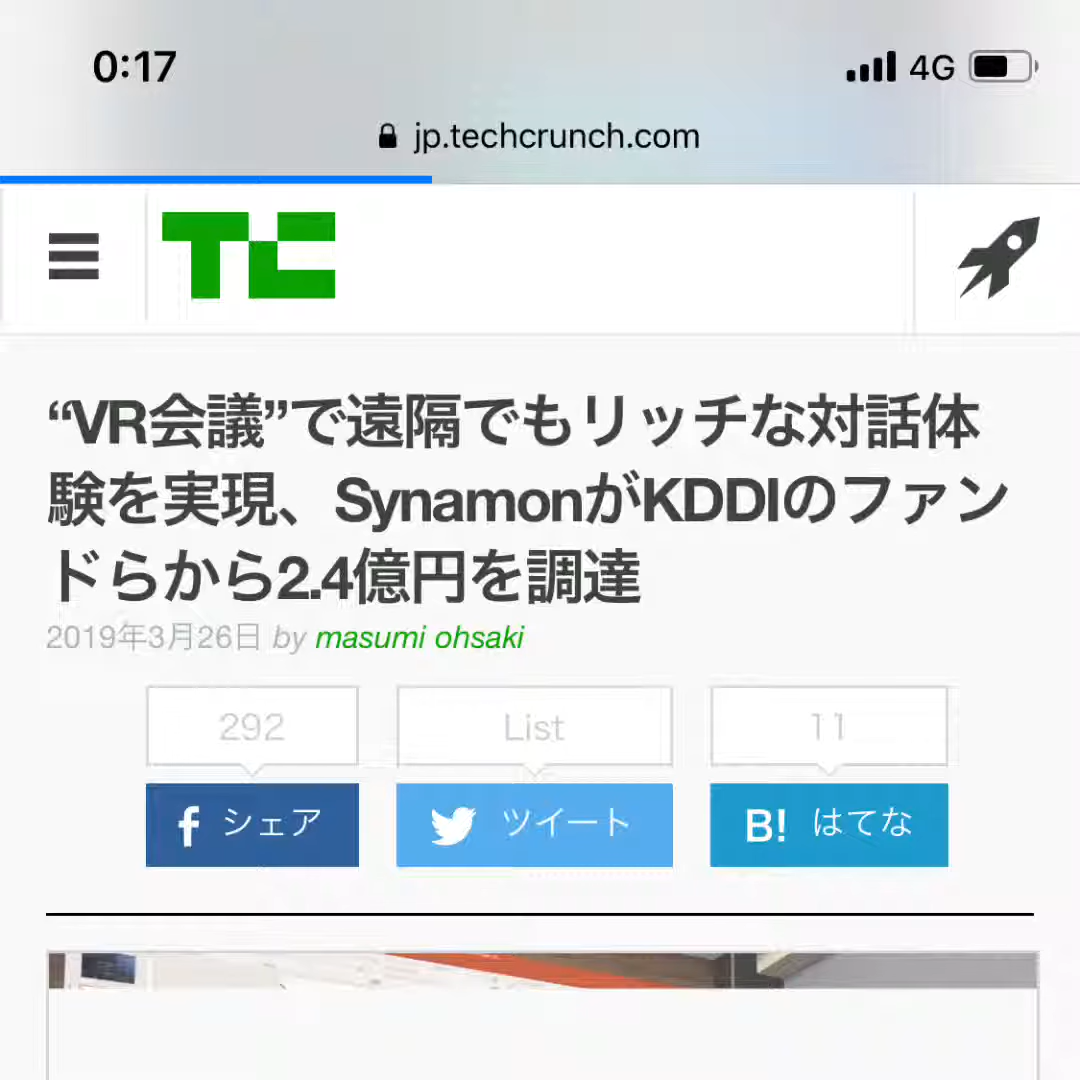 0:17
4G
jp.techcrunch.com
TC
“VR会議”で遠隔でもリッチな対話体
験を実現、SynamonがKDDIのファン
ドらから2.4億円を調達
2019年3月26日 by masumi ohsaki
292 List 11
f シェア ツイート B! はてな